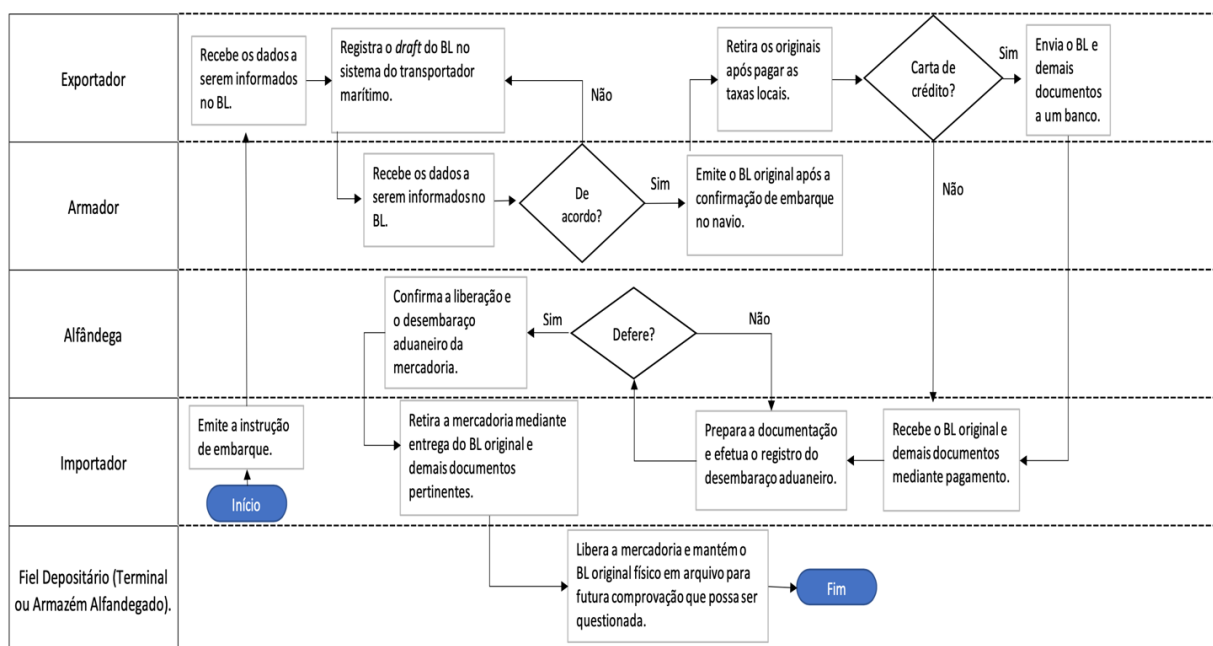 Exportador
Recebe os dados a
serem informados
no BL.
Registra o draft do BL no
sistema do transportador
marítimo.
Não
Retira os originais
após pagar as
taxas locais.
Carta de
crédito?
Sim
Envia o BL e
demais
documentos
a um banco.
Armador
Recebe os dados a
serem informados no
BL.
De
acordo?
Sim
Emite o BL original após a
confirmação de embarque
no navio.
Não
Alfândega
Confirma a liberação e
o desembaraço
aduaneiro da
mercadoria.
Sim
Defere?
Não
Importador
Emite a instrução
de embarque.
Início
Retira a mercadoria mediante
entrega do BL original e
demais documentos
pertinentes.
Prepara a documentação
e efetua o registro do
desembaraço aduaneiro.
Recebe o BL original e
demais documentos
mediante pagamento.
Fiel Depositário (Terminal
ou Armazém Alfandegado).
Libera a mercadoria e mantém o
BL original físico em arquivo para
futura comprovação que possa ser
questionada.
Fim